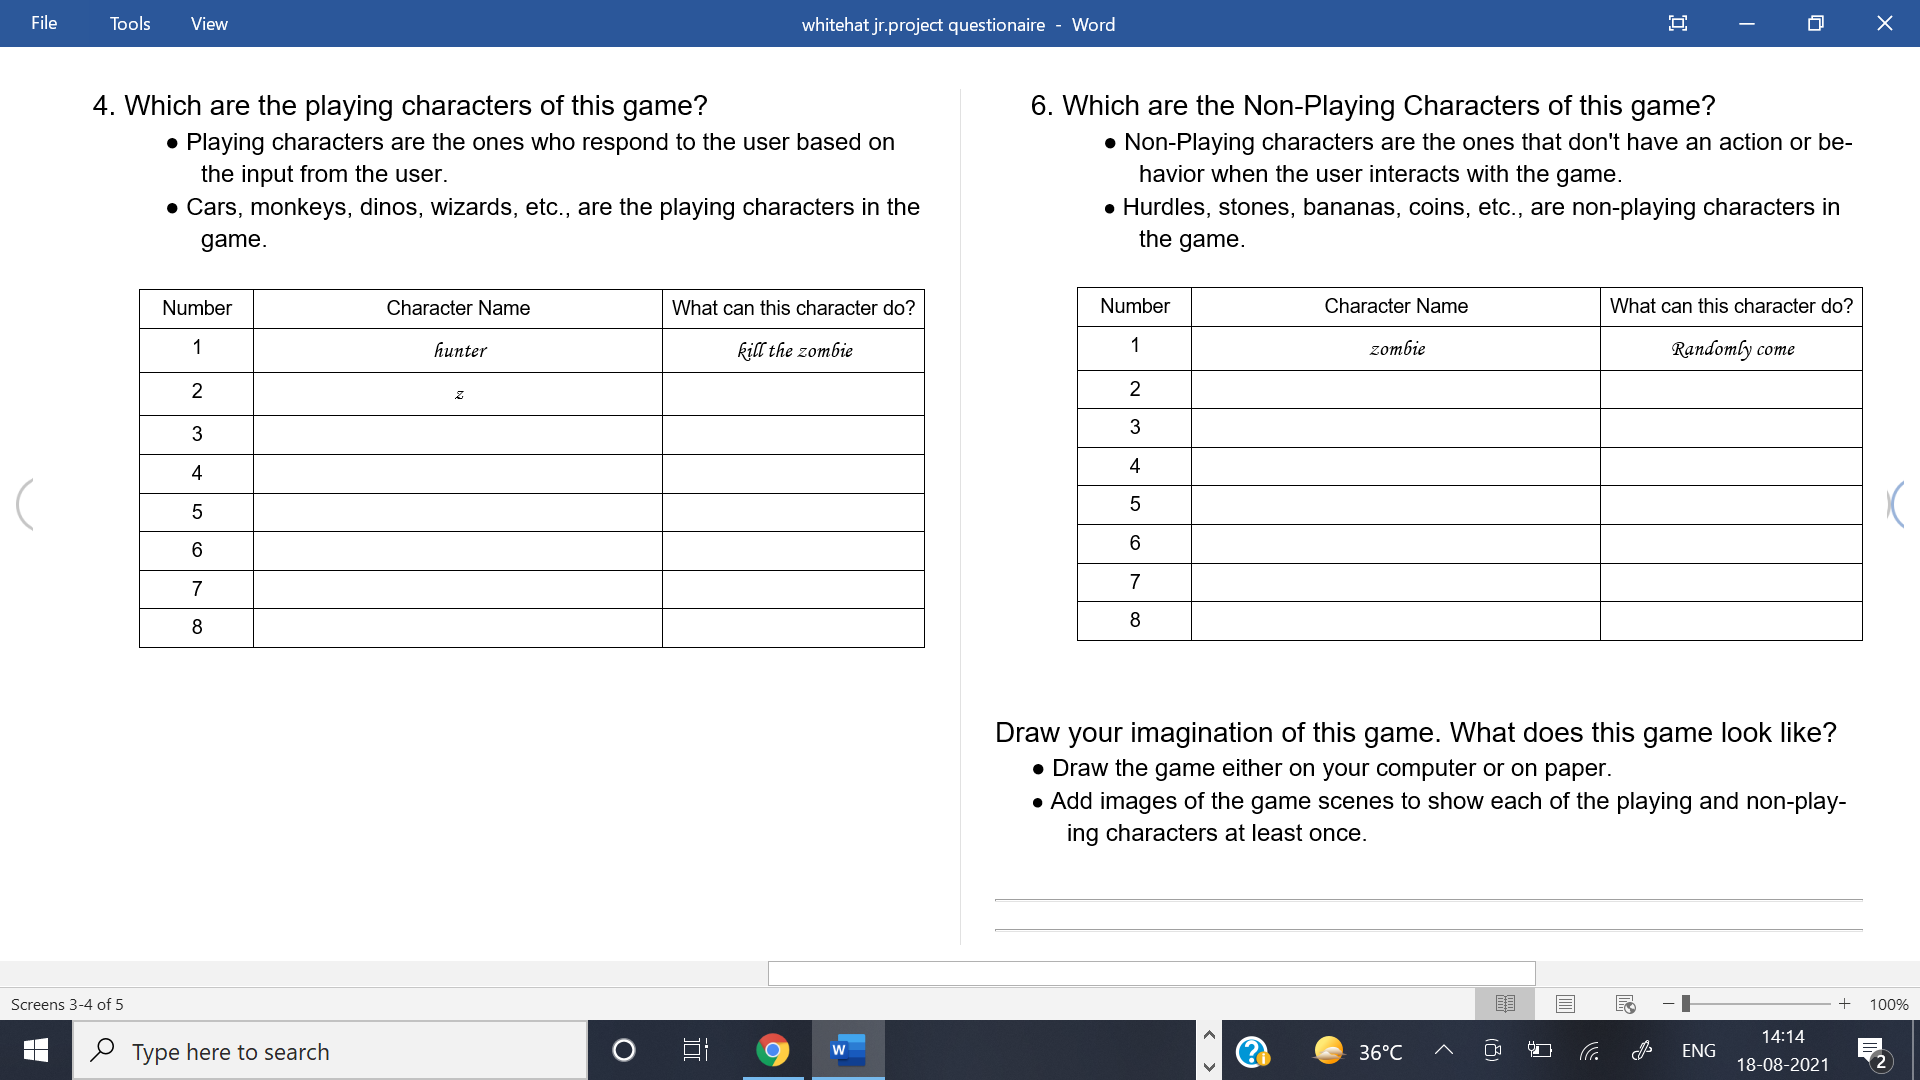 File
Tools
View
whitehat jr.project questionaire - Word
4. Which are the playing characters of this game?
● Playing characters are the ones who respond to the user based on
the input from the user.
● Cars, monkeys, dinos, wizards, etc., are the playing characters in the
game.
Number Character Name What can this character do?
1 hunter kill the zombie
2 z
3
4
5
6
7
8
6. Which are the Non-Playing Characters of this game?
● Non-Playing characters are the ones that don't have an action or be-
havior when the user interacts with the game.
● Hurdles, stones, bananas, coins, etc., are non-playing characters in
the game.
Number Character Name What can this character do?
1 zombie Randomly come
2
3
4
5
6
7
8
Draw your imagination of this game. What does this game look like?
● Draw the game either on your computer or on paper.
● Add images of the game scenes to show each of the playing and non-play-
ing characters at least once.
Screens 3-4 of 5
100%
Type here to search
W
36°C
ENG
14:14
18-08-2021
2